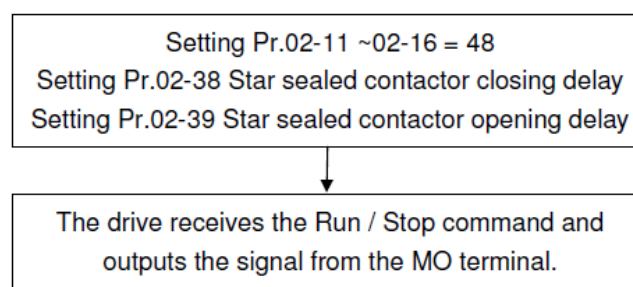 Setting Pr.02-11 ~02-16 = 48
Setting Pr.02-38 Star sealed contactor closing delay
Setting Pr.02-39 Star sealed contactor opening delay
The drive receives the Run / Stop command and
outputs the signal from the MO terminal.